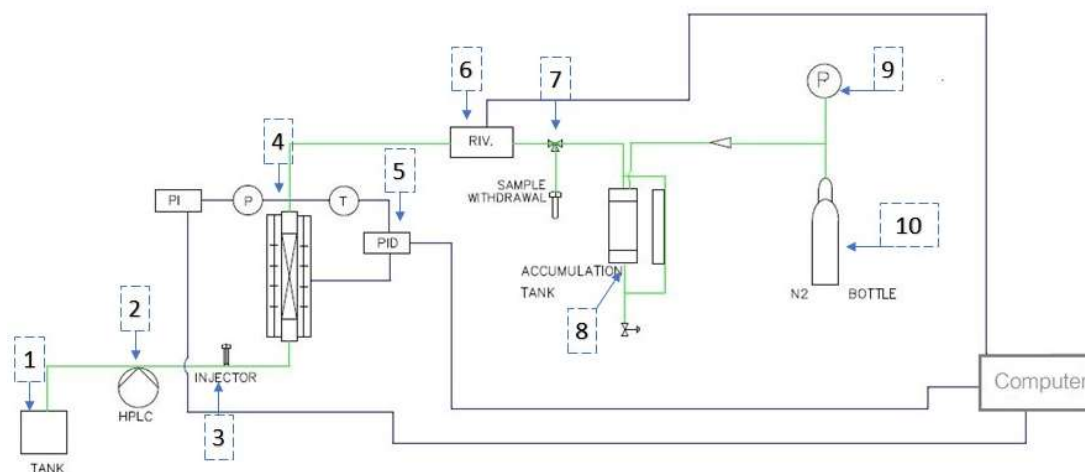 6
7
9
P
4
RIV.
5
SAMPLE
WITHDRAWAL
PI
P
T
10
PID
ACCUMULATION
TANK
N2 BOTTLE
2
8
1
INJECTOR
Computer
HPLC
3
TANK